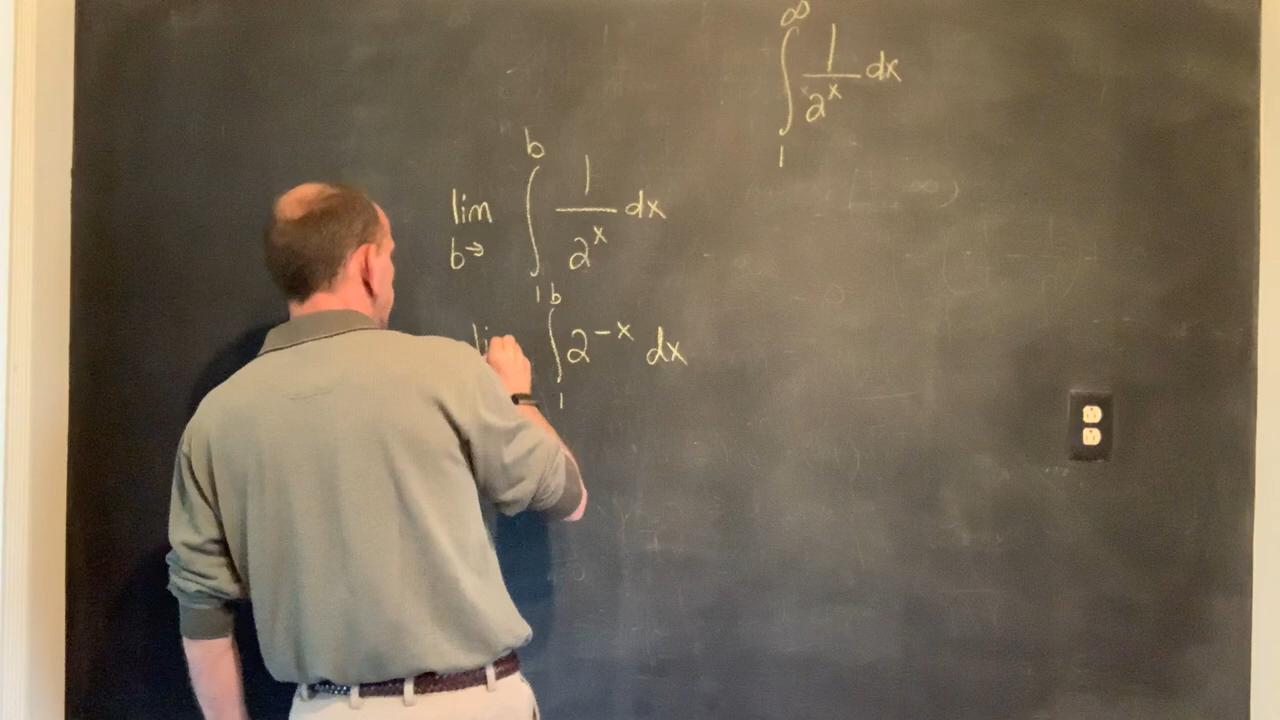 ∫₁^∞ 1/2^x dx
lim b→ ∫₁^b 1/2^x dx
li ∫₁^b 2^-x dx